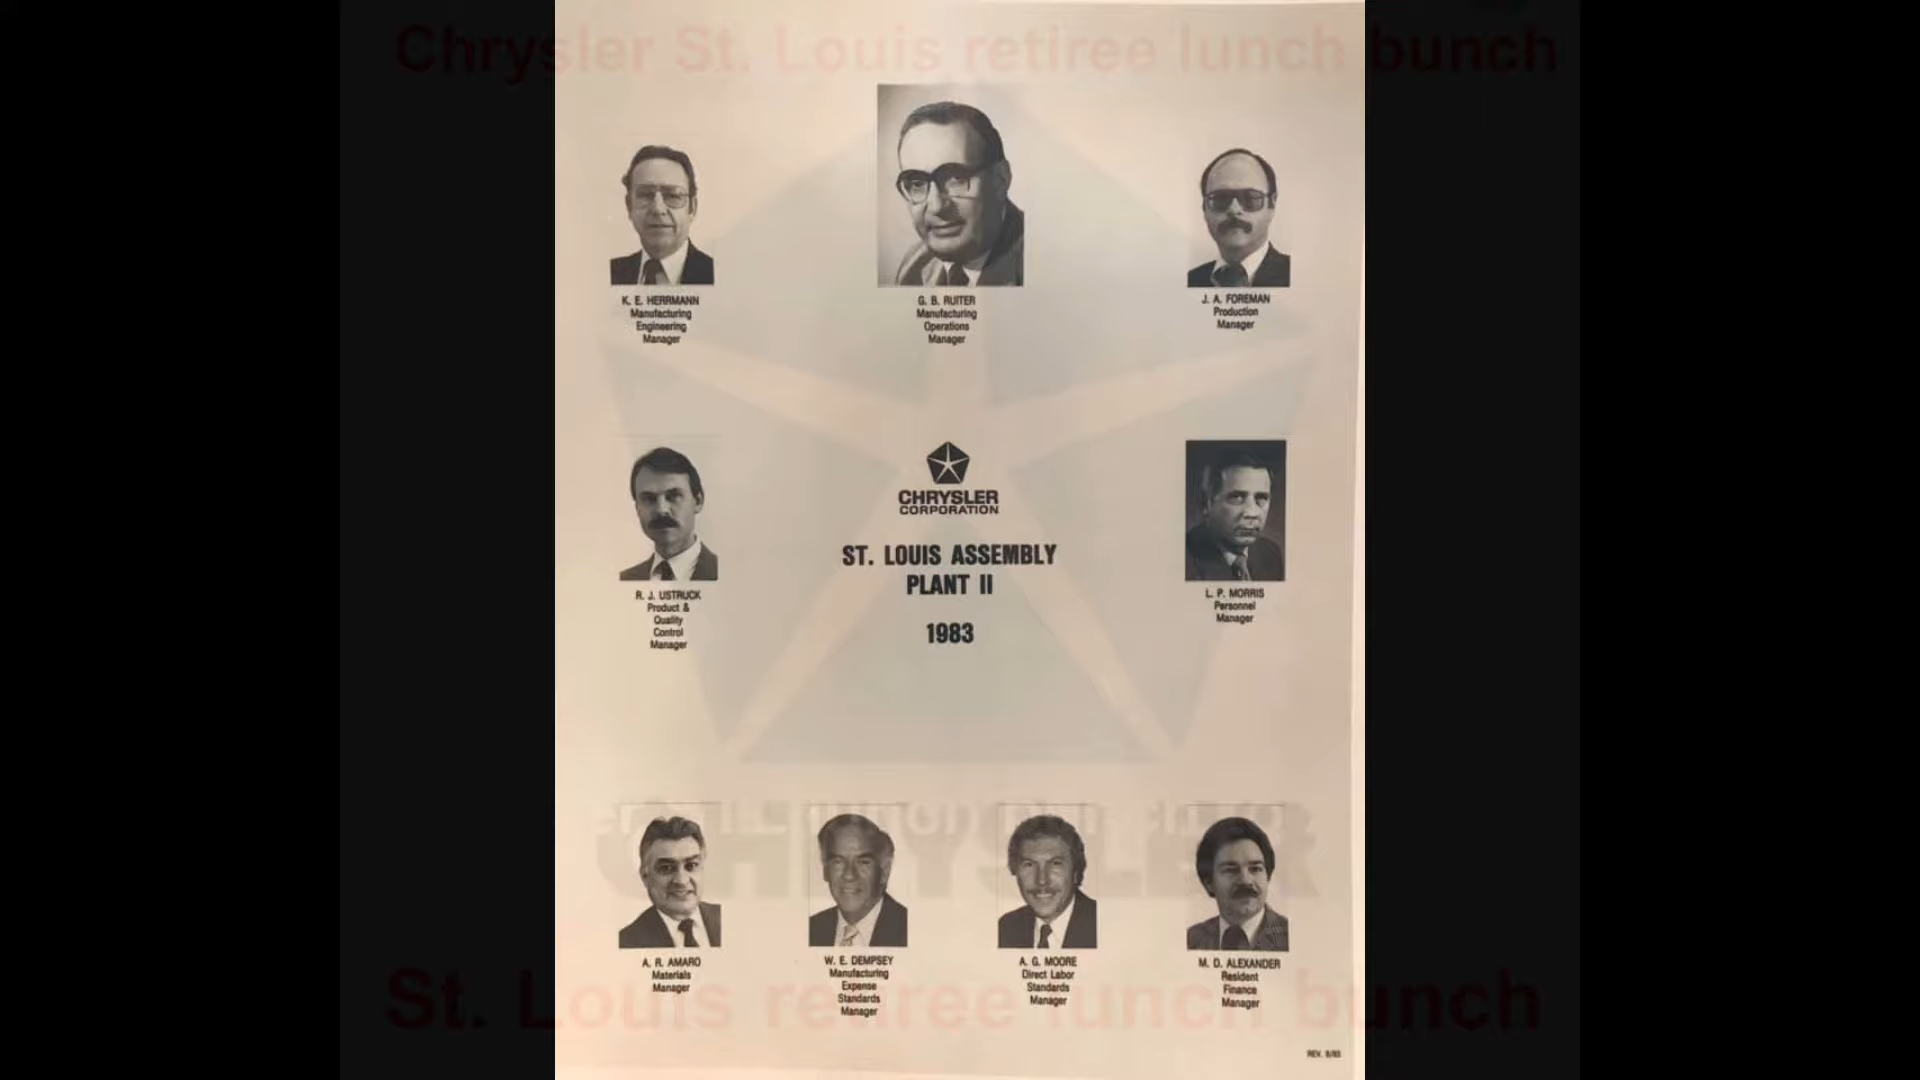 Chrysler St. Louis retiree lunch bunch
K. E. HERRMANN
Manufacturing
Engineering
Manager
G. B. RUITER
Manufacturing
Operations
Manager
J. A. FOREMAN
Production
Manager
CHRYSLER
CORPORATION
ST. LOUIS ASSEMBLY
PLANT II
1983
R. J. USTRUCK
Product &
Quality
Control
Manager
L. P. MORRIS
Personnel
Manager
CHRYSLER
A. R. AMARO
Materials
Manager
W. E. DEMPSEY
Manufacturing
Expense
Standards
Manager
A. G. MOORE
Direct Labor
Standards
Manager
M. D. ALEXANDER
Resident
Finance
Manager
St. Louis retiree lunch bunch
REV.